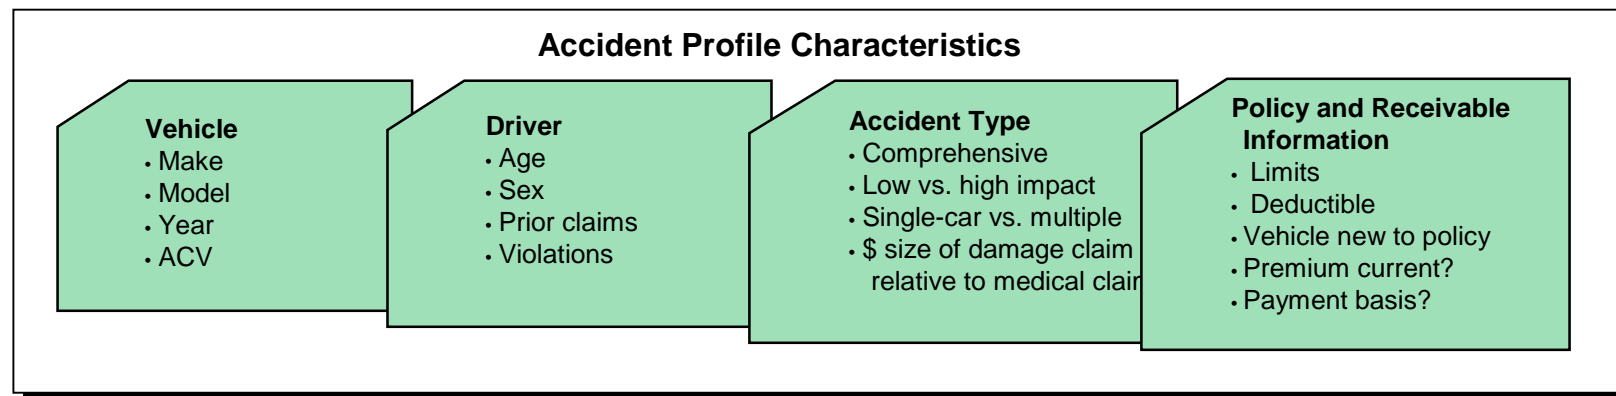 Accident Profile Characteristics
Vehicle
• Make
• Model
• Year
• ACV
Driver
• Age
• Sex
• Prior claims
• Violations
Accident Type
• Comprehensive
• Low vs. high impact
• Single-car vs. multiple
• $ size of damage claim
relative to medical
Policy and Receivable
Information
• Limits
• Deductible
• Vehicle new to policy
• Premium current?
• Payment basis?